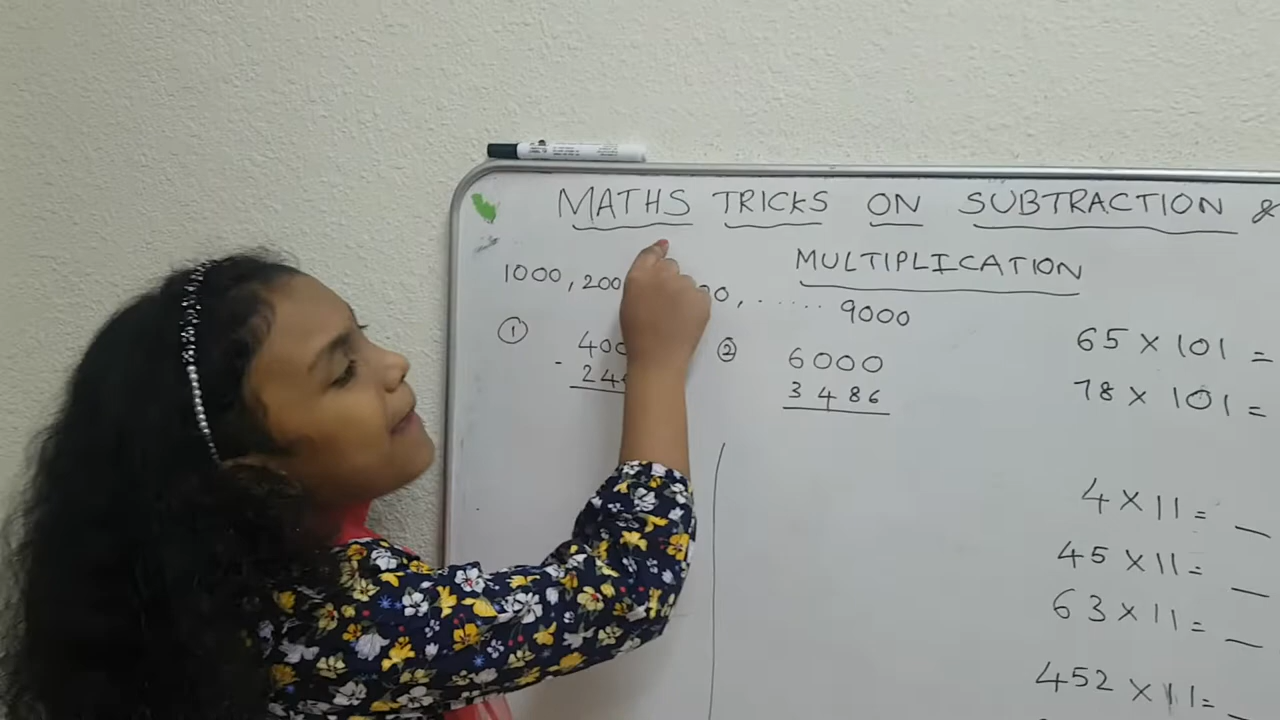 MATHS TRICKS ON SUBTRACTION &
MULTIPLICATION
1000, 200 00, ...... 9000
① 400
- 24
② 6000
3486
65 × 101 =
78 × 101 =
4 × 11 = _
45 × 11 = _
63 × 11 = _
452 × 11 = _